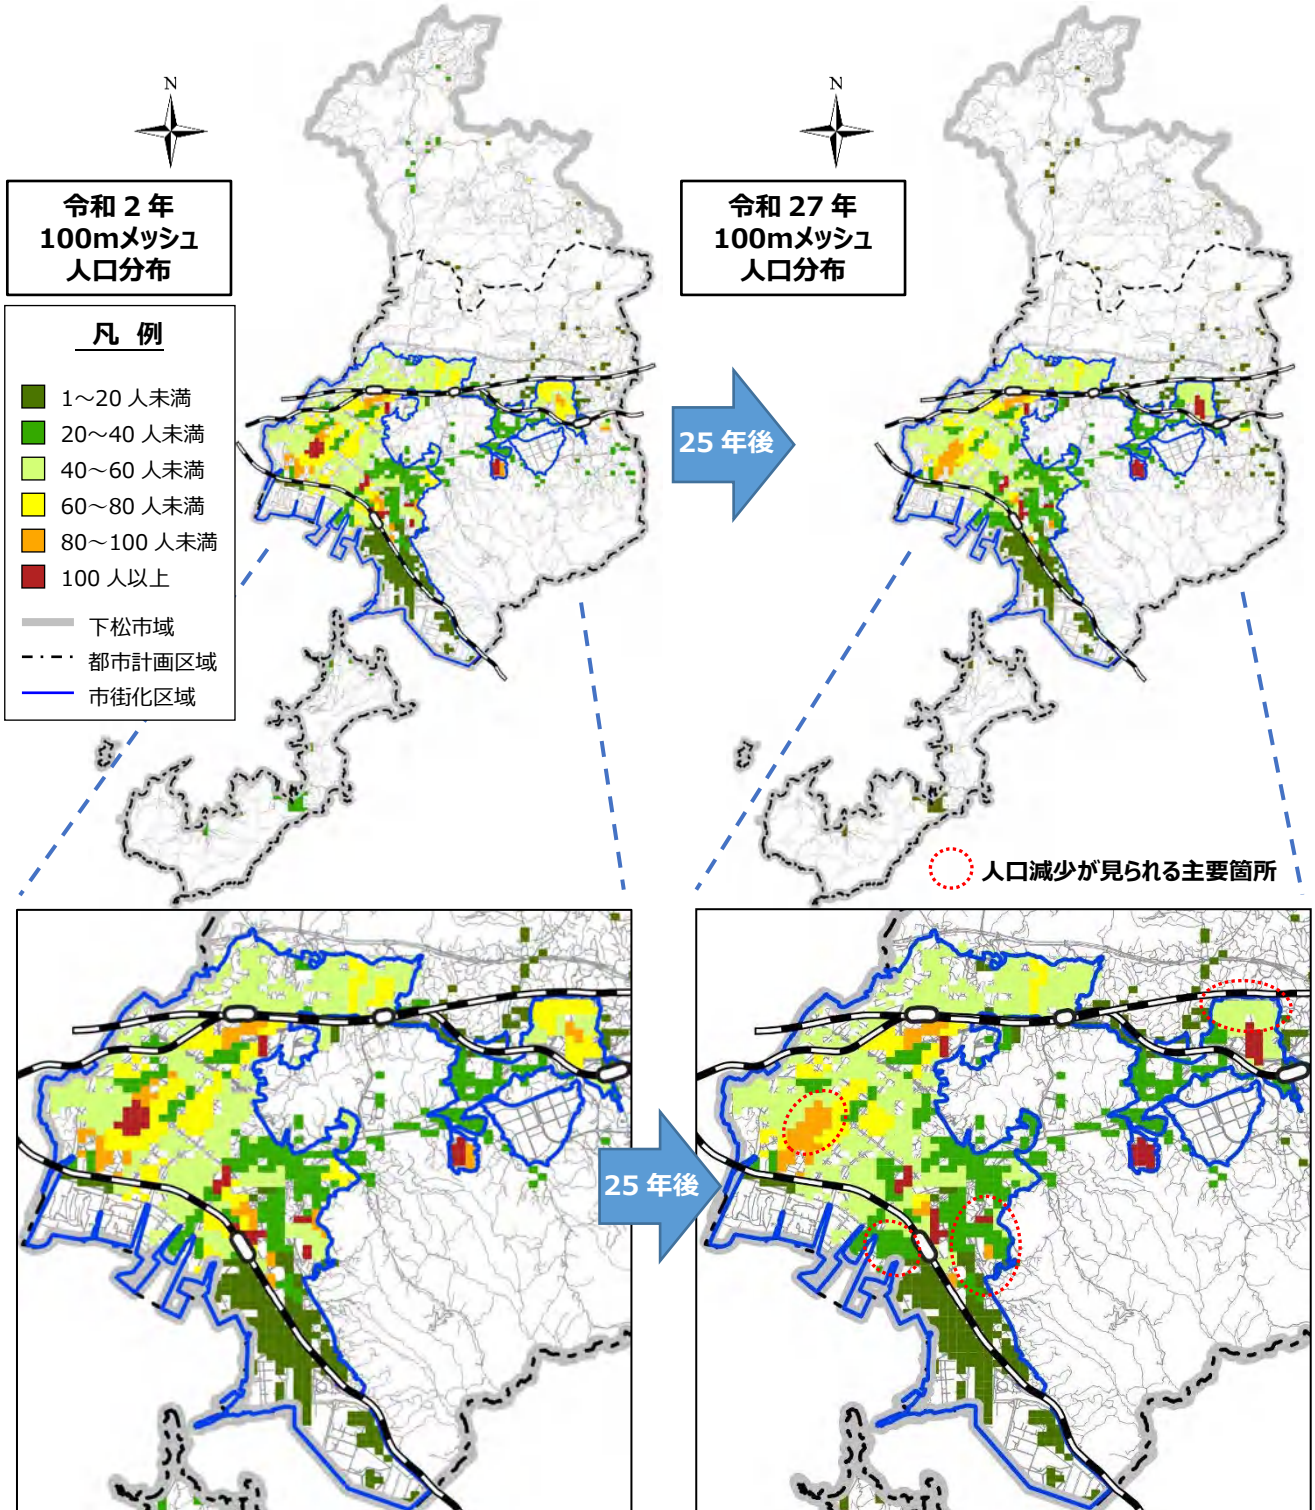 N
令和 2 年
100mメッシュ
人口分布
凡 例
1～20 人未満
20～40 人未満
40～60 人未満
60～80 人未満
80～100 人未満
100 人以上
下松市域
都市計画区域
市街化区域
25 年後
N
令和 27 年
100mメッシュ
人口分布
人口減少が見られる主要箇所
25 年後